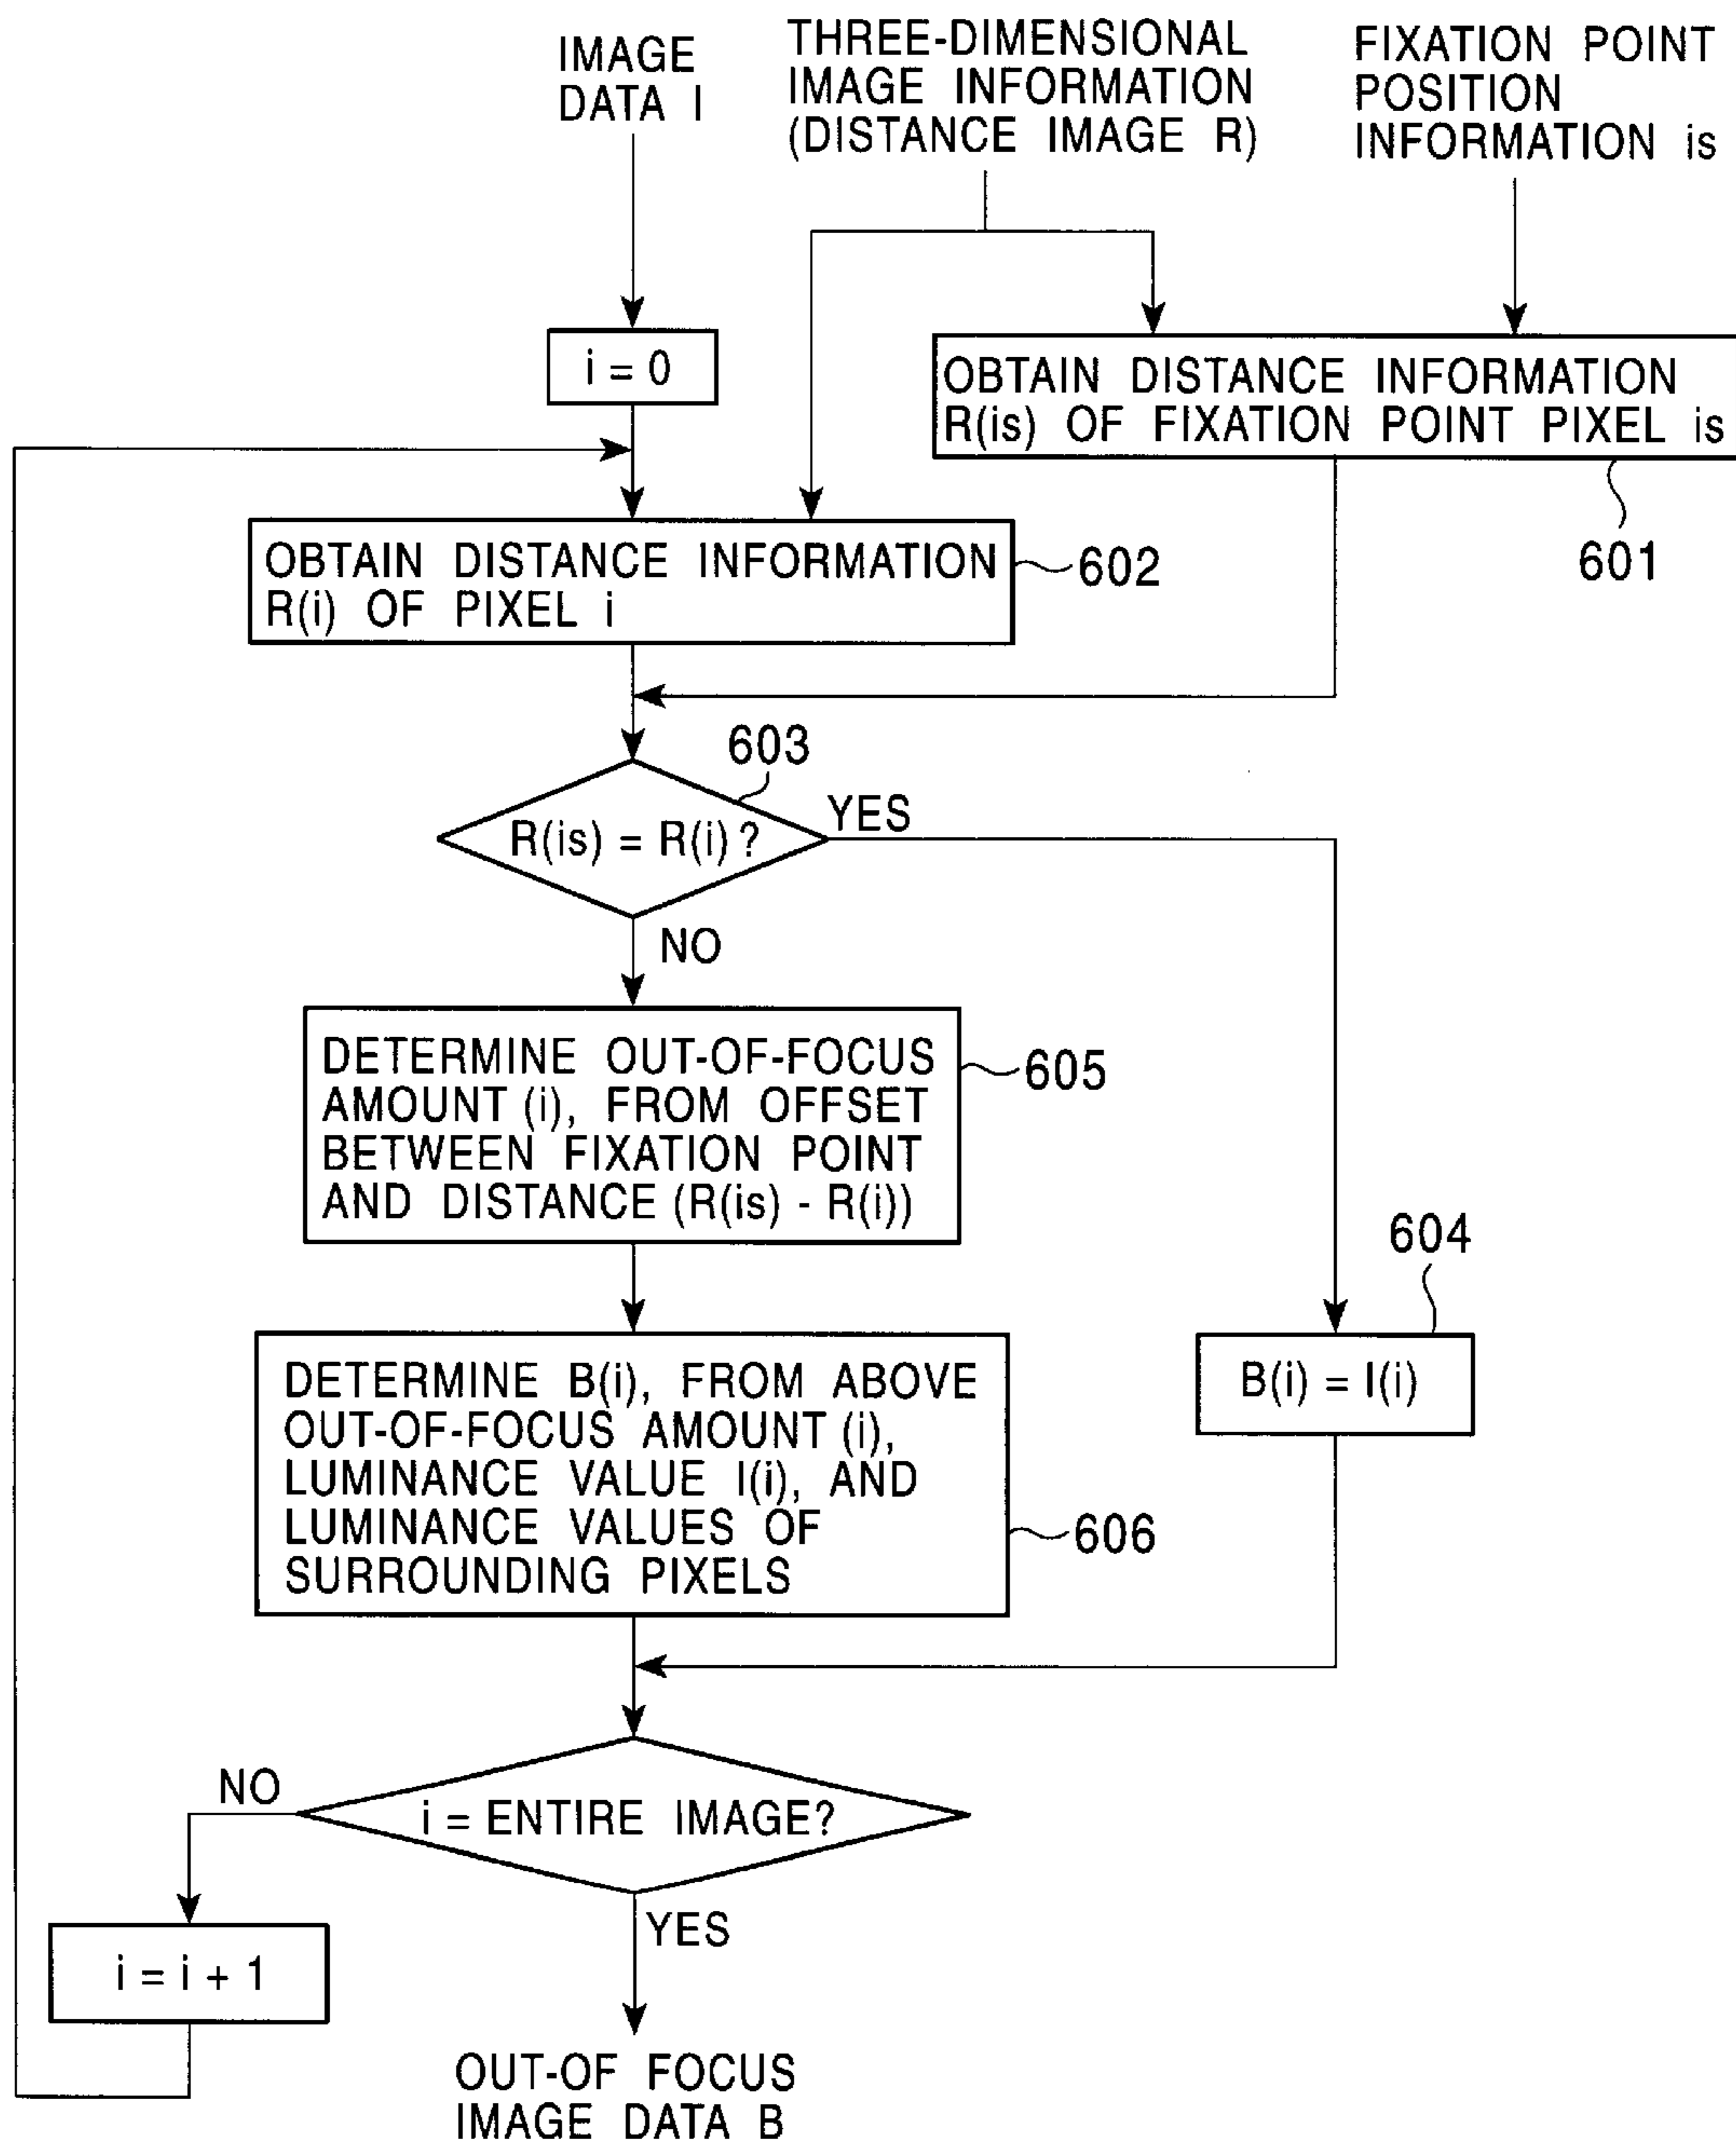 IMAGE
DATA I
THREE-DIMENSIONAL
IMAGE INFORMATION
(DISTANCE IMAGE R)
FIXATION POINT
POSITION
INFORMATION is
i = 0
OBTAIN DISTANCE INFORMATION
R(is) OF FIXATION POINT PIXEL is
601
OBTAIN DISTANCE INFORMATION
R(i) OF PIXEL i
602
603
R(is) = R(i) ?
YES
NO
DETERMINE OUT-OF-FOCUS
AMOUNT (i), FROM OFFSET
BETWEEN FIXATION POINT
AND DISTANCE (R(is) - R(i))
605
604
B(i) = I(i)
DETERMINE B(i), FROM ABOVE
OUT-OF-FOCUS AMOUNT (i),
LUMINANCE VALUE I(i), AND
LUMINANCE VALUES OF
SURROUNDING PIXELS
606
NO
i = ENTIRE IMAGE?
YES
i = i + 1
OUT-OF FOCUS
IMAGE DATA B